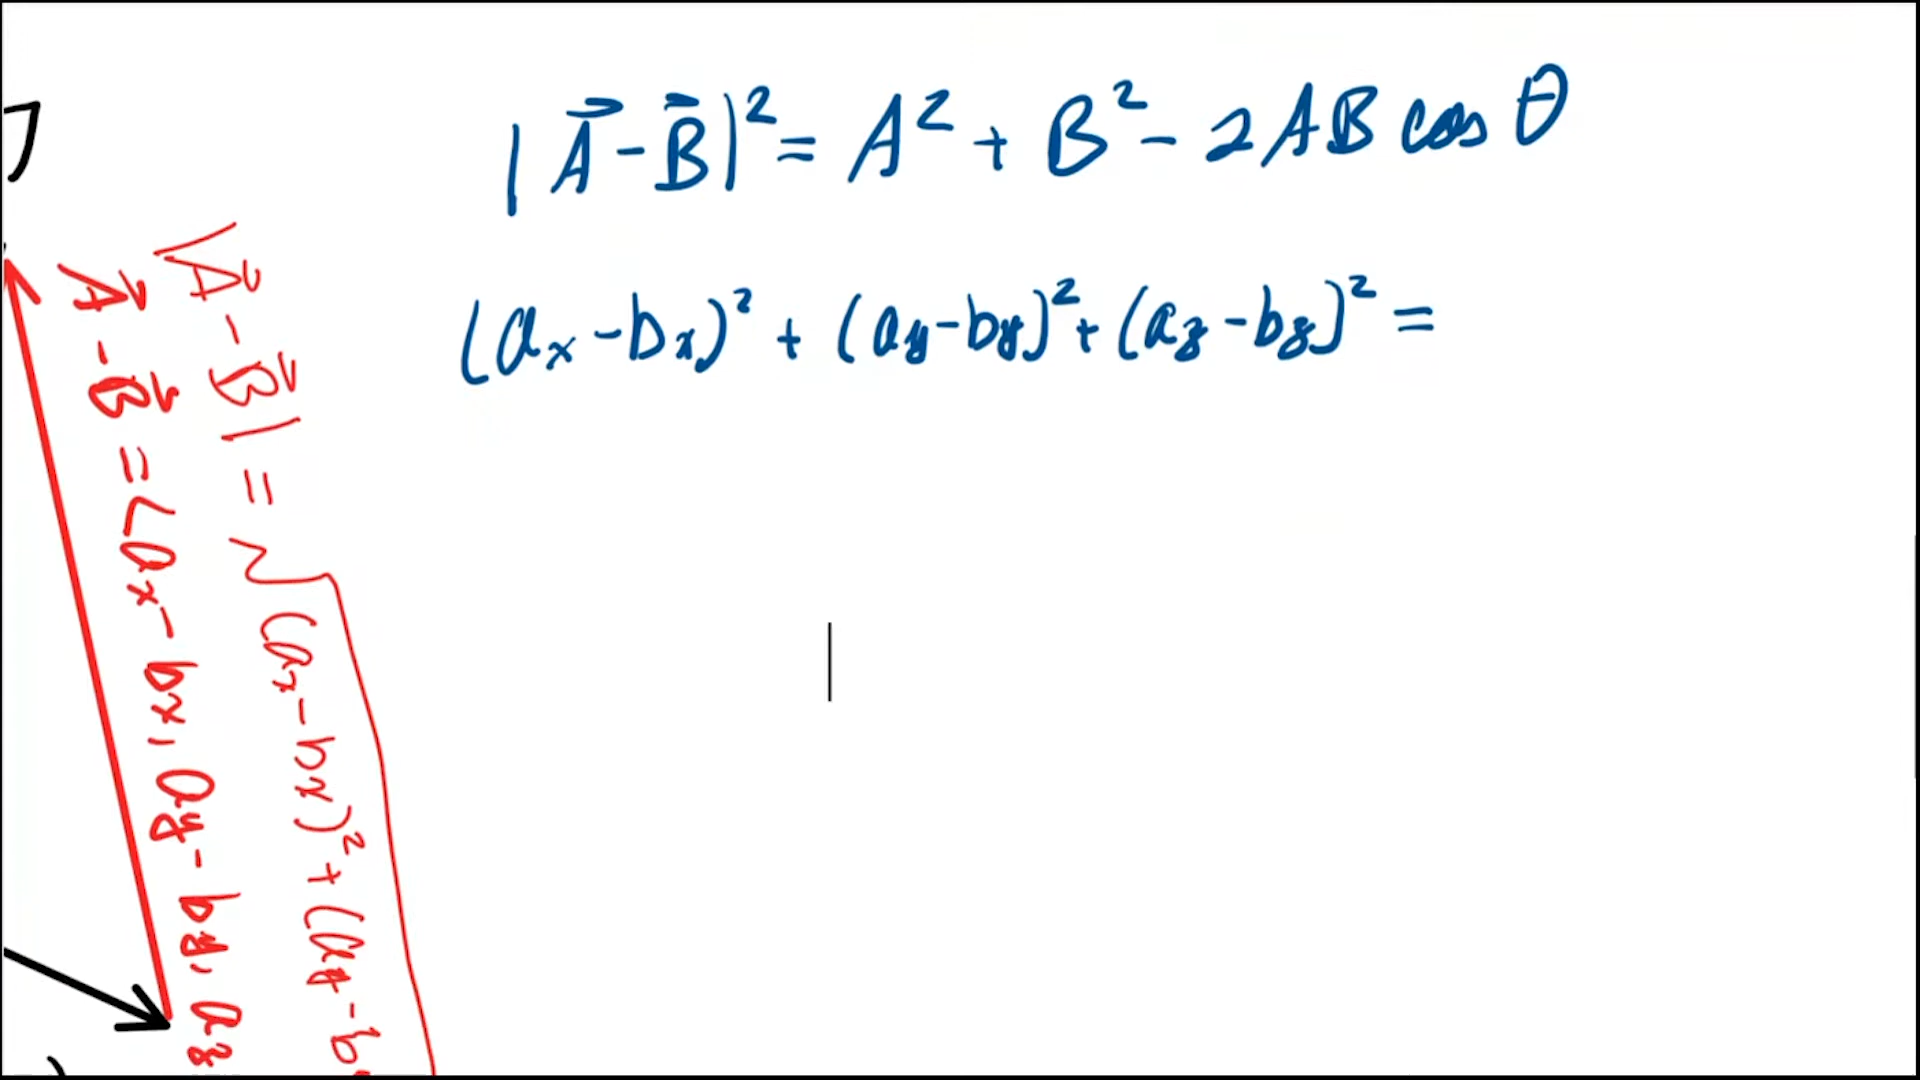 |A⃗ - B⃗|² = A² + B² - 2AB cos θ
(ax - bx)² + (ay - by)² + (az - bz)² =
|A⃗ - B⃗| = √(ax - bx)² + (ay - b
A⃗ - B⃗ = <ax - bx, ay - by, az